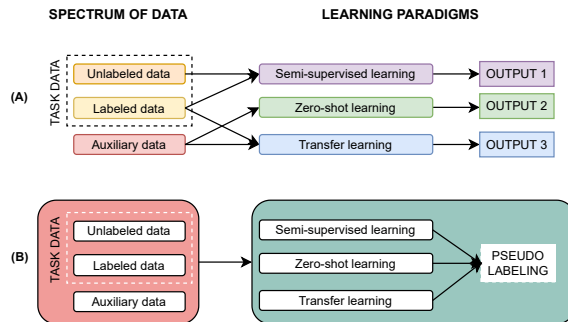 SPECTRUM OF DATA
LEARNING PARADIGMS
(A)
TASK DATA
Unlabeled data
Labeled data
Auxiliary data
Semi-supervised learning
Zero-shot learning
Transfer learning
OUTPUT 1
OUTPUT 2
OUTPUT 3
(B)
TASK DATA
Unlabeled data
Labeled data
Auxiliary data
Semi-supervised learning
Zero-shot learning
Transfer learning
PSEUDO
LABELING